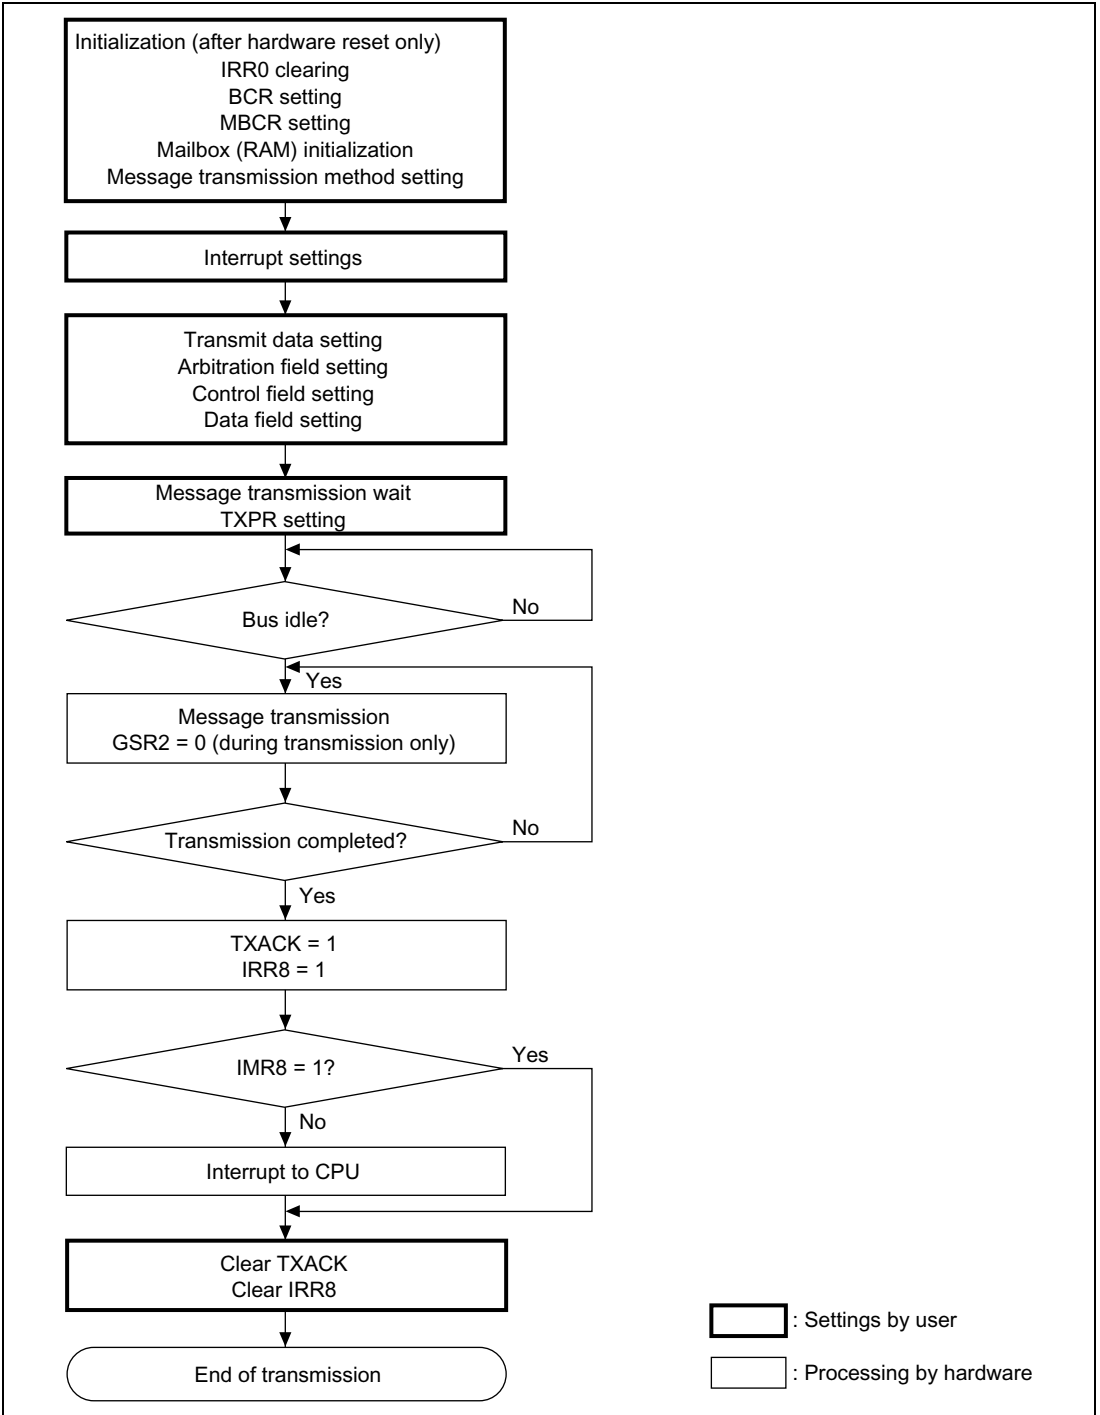 Initialization (after hardware reset only)
IRR0 clearing
BCR setting
MBCR setting
Mailbox (RAM) initialization
Message transmission method setting
Interrupt settings
Transmit data setting
Arbitration field setting
Control field setting
Data field setting
Message transmission wait
TXPR setting
Bus idle?
No
Yes
Message transmission
GSR2 = 0 (during transmission only)
Transmission completed?
No
Yes
TXACK = 1
IRR8 = 1
IMR8 = 1?
Yes
No
Interrupt to CPU
Clear TXACK
Clear IRR8
End of transmission
: Settings by user
: Processing by hardware